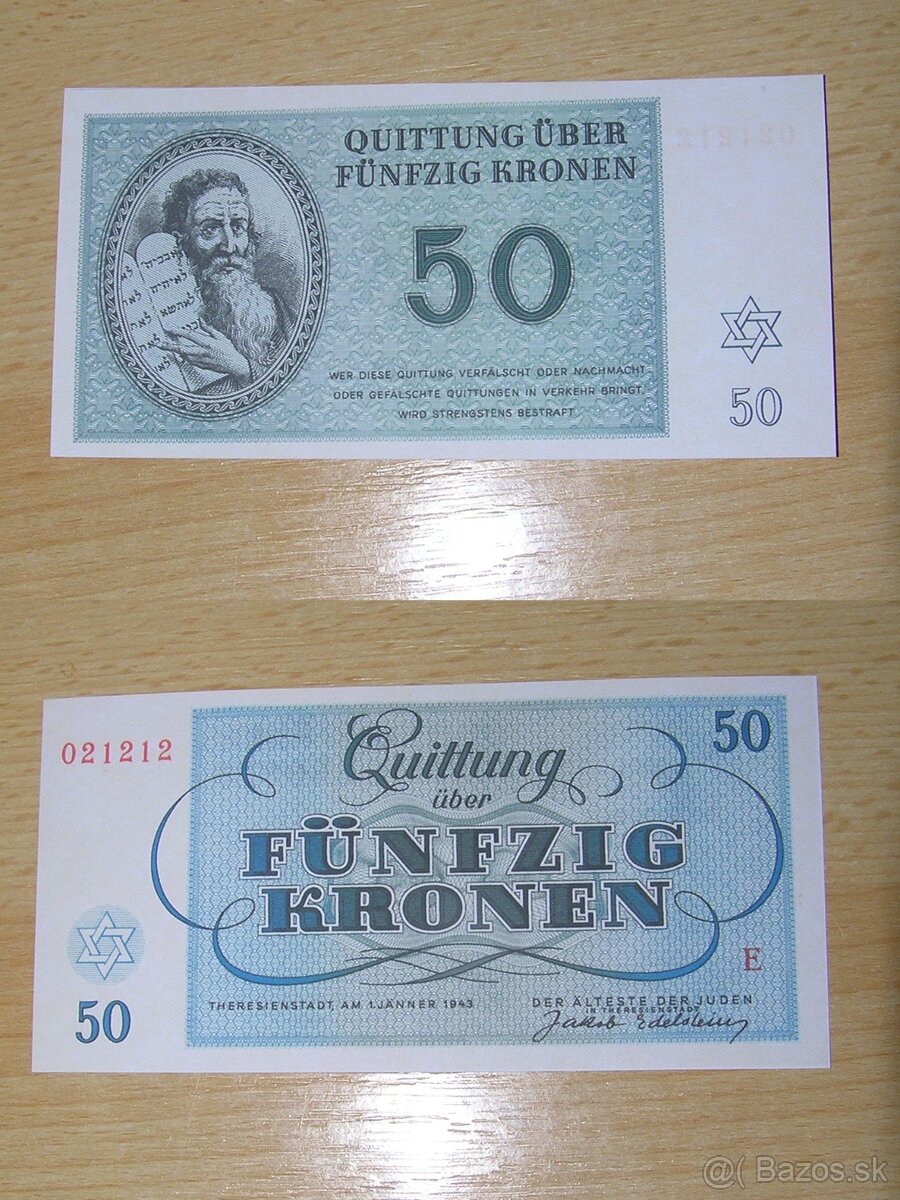 021212
QUITTUNG ÜBER
FÜNFZIG KRONEN
50
WER DIESE QUITTUNG VERFÄLSCHT ODER NACHMACHT
ODER GEFÄLSCHTE QUITTUNGEN IN VERKEHR BRINGT,
WIRD STRENGSTENS BESTRAFT
50
021212
50
Quittung
über
FÜNFZIG
KRONEN
E
50
THERESIENSTADT, AM 1. JÄNNER 1943
DER ÄLTESTE DER JUDEN
IN THERESIENSTADT
Jakob Edelstein
@( Bazos.sk